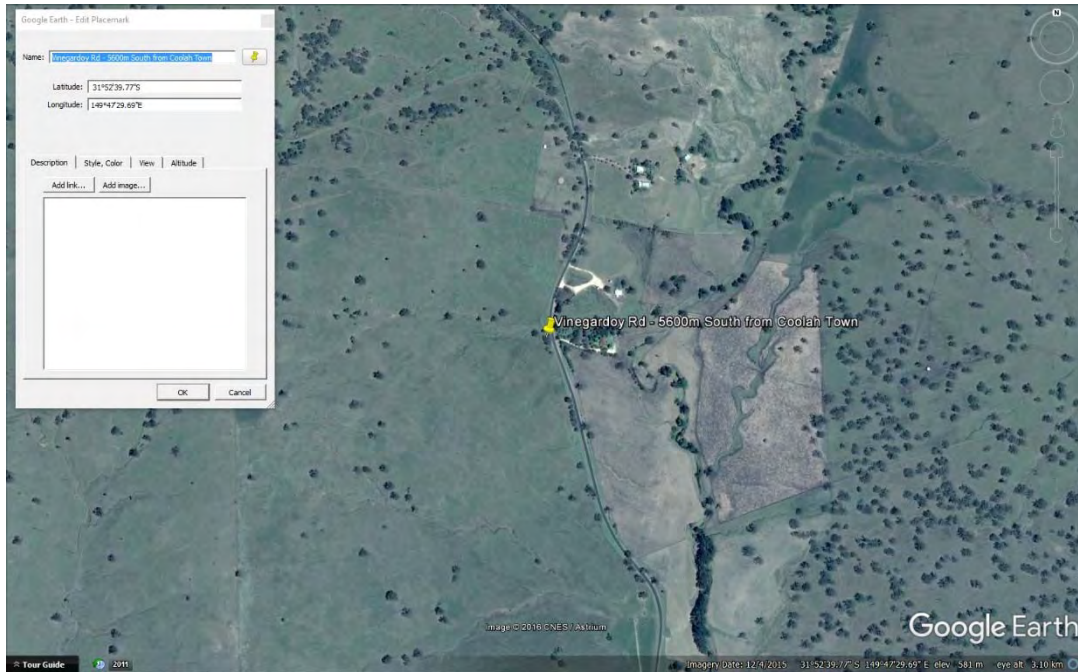 Google Earth - Edit Placemark
Name: Vinegardoy Rd - 5600m South from Coolah Town
Latitude: 31°52'39.77"S
Longitude: 149°47'29.69"E
Description Style, Color View Altitude
Add link... Add image...
OK Cancel
N
Vinegardoy Rd - 5600m South from Coolah Town
Image © 2016 CNES / Astrium
Google Earth
Tour Guide 2011 Imagery Date: 12/4/2015 31°52'39.77" S 149°47'29.69" E elev 581 m eye alt 3.10 km